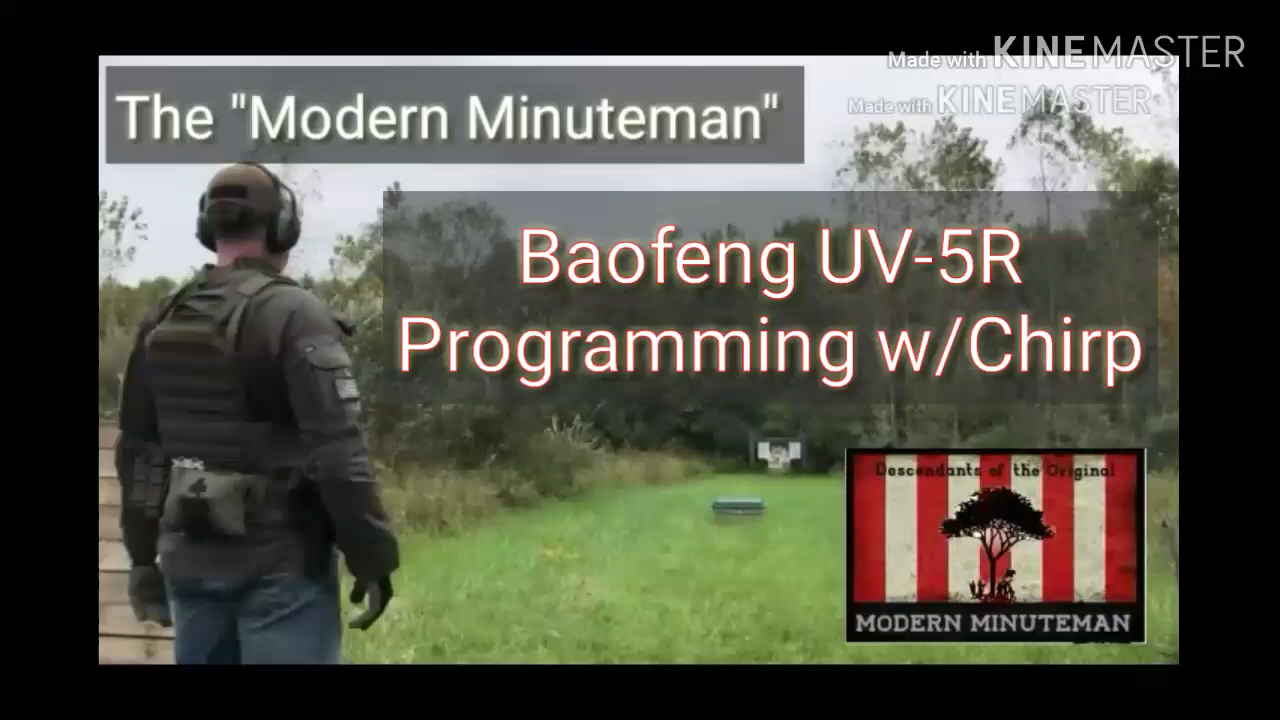 Made with KINEMASTER
Made with KINEMASTER
The "Modern Minuteman"
Baofeng UV-5R
Programming w/Chirp
Descendants of the Original
MODERN MINUTEMAN